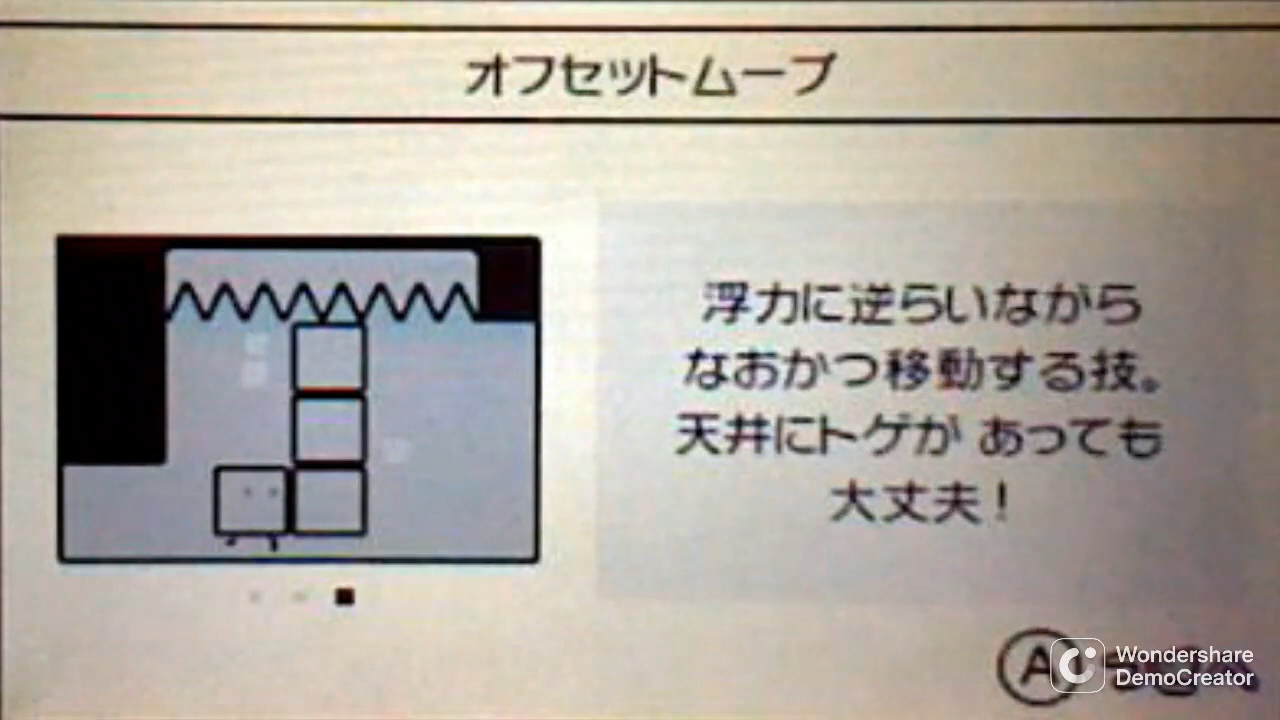 オフセットムーブ
浮力に逆らいながら
なおかつ移動する技。
天井にトゲが あっても
大丈夫!
A
Wondershare
DemoCreator